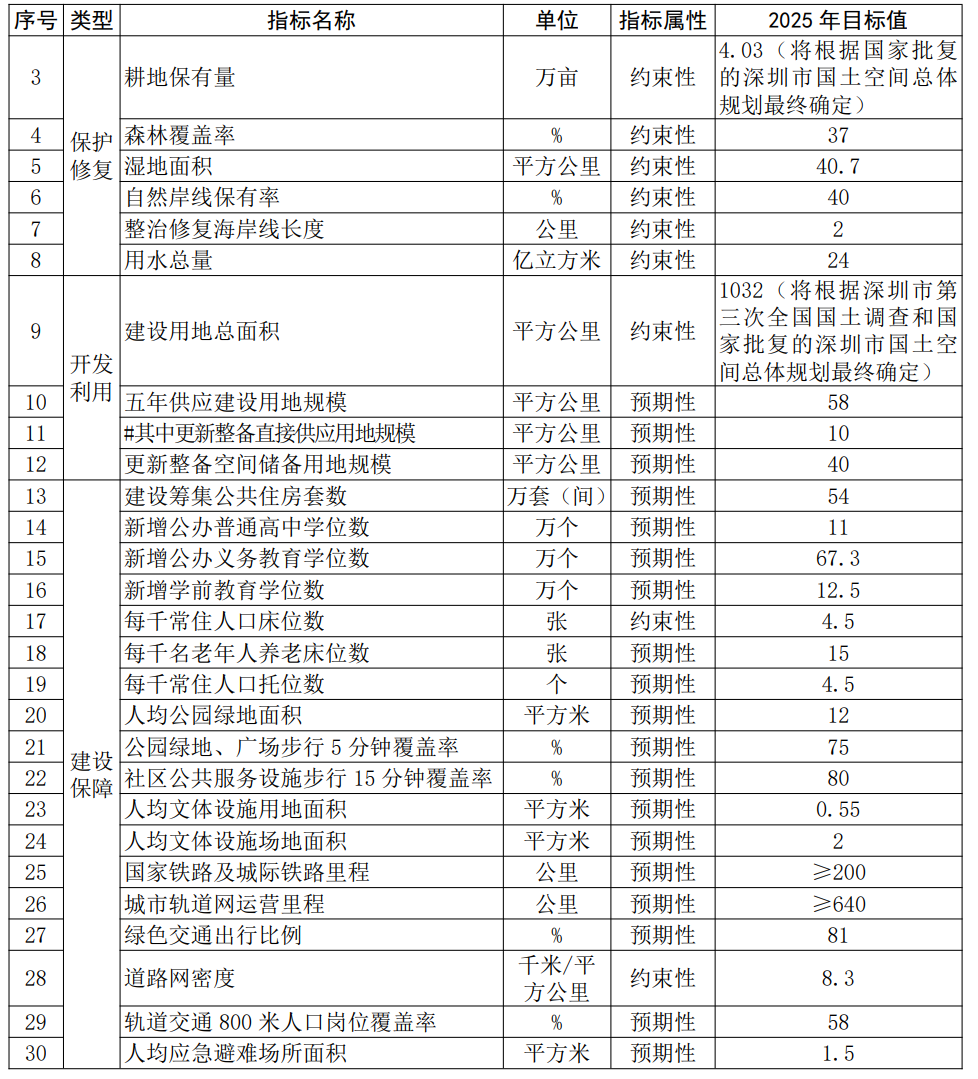 序号 类型 指标名称 单位 指标属性 2025 年目标值
3 耕地保有量 万亩 约束性 4.03（将根据国家批复
的深圳市国土空间总体
规划最终确定）
保护
修复
4 森林覆盖率 % 约束性 37
5 湿地面积 平方公里 约束性 40.7
6 自然岸线保有率 % 约束性 40
7 整治修复海岸线长度 公里 约束性 2
8 用水总量 亿立方米 约束性 24
9 建设用地总面积 平方公里 约束性 1032（将根据深圳市第
三次全国国土调查和国
家批复的深圳市国土空
间总体规划最终确定）
开发
利用
10 五年供应建设用地规模 平方公里 预期性 58
11 #其中更新整备直接供应用地规模 平方公里 预期性 10
12 更新整备空间储备用地规模 平方公里 预期性 40
13 建设筹集公共住房套数 万套（间） 预期性 54
14 新增公办普通高中学位数 万个 预期性 11
15 新增公办义务教育学位数 万个 预期性 67.3
16 新增学前教育学位数 万个 预期性 12.5
17 每千常住人口床位数 张 约束性 4.5
18 每千名老年人养老床位数 张 预期性 15
19 每千常住人口托位数 个 预期性 4.5
20 人均公园绿地面积 平方米 预期性 12
21 公园绿地、广场步行 5 分钟覆盖率 % 预期性 75
建设
保障
22 社区公共服务设施步行 15 分钟覆盖率 % 预期性 80
23 人均文体设施用地面积 平方米 预期性 0.55
24 人均文体设施场地面积 平方米 预期性 2
25 国家铁路及城际铁路里程 公里 预期性 ≥200
26 城市轨道网运营里程 公里 预期性 ≥640
27 绿色交通出行比例 % 预期性 81
28 道路网密度 千米/平
方公里 约束性 8.3
29 轨道交通 800 米人口岗位覆盖率 % 预期性 58
30 人均应急避难场所面积 平方米 预期性 1.5